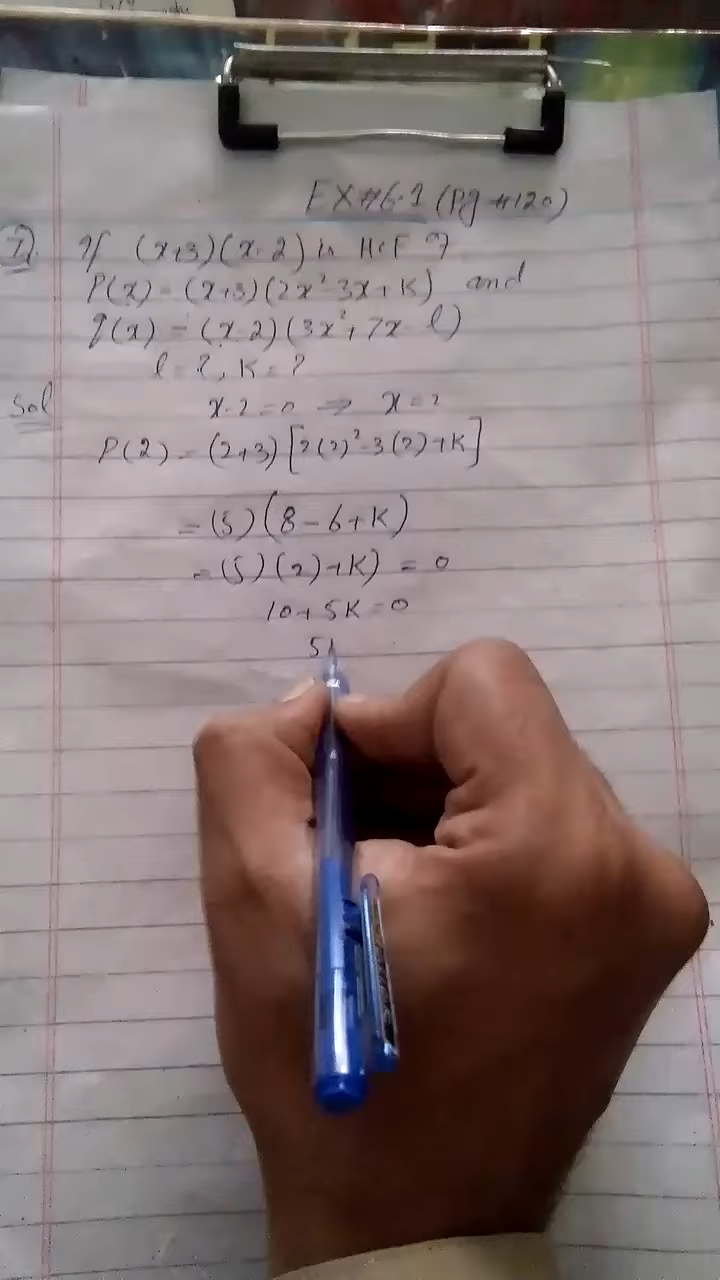 EX#6.1 (Pg #120)
7) If (x+3)(x-2) is HCF of
P(x) = (x+3)(2x²-3x+K) and
q(x) = (x-2)(3x²+7x-l)
l = ?, K = ?
Sol x-2=0 ⇒ x=2
P(2) = (2+3)[2(2)²-3(2)+K]
= (5)(8-6+K)
= (5)(2)+K) = 0
10+5K=0
5K